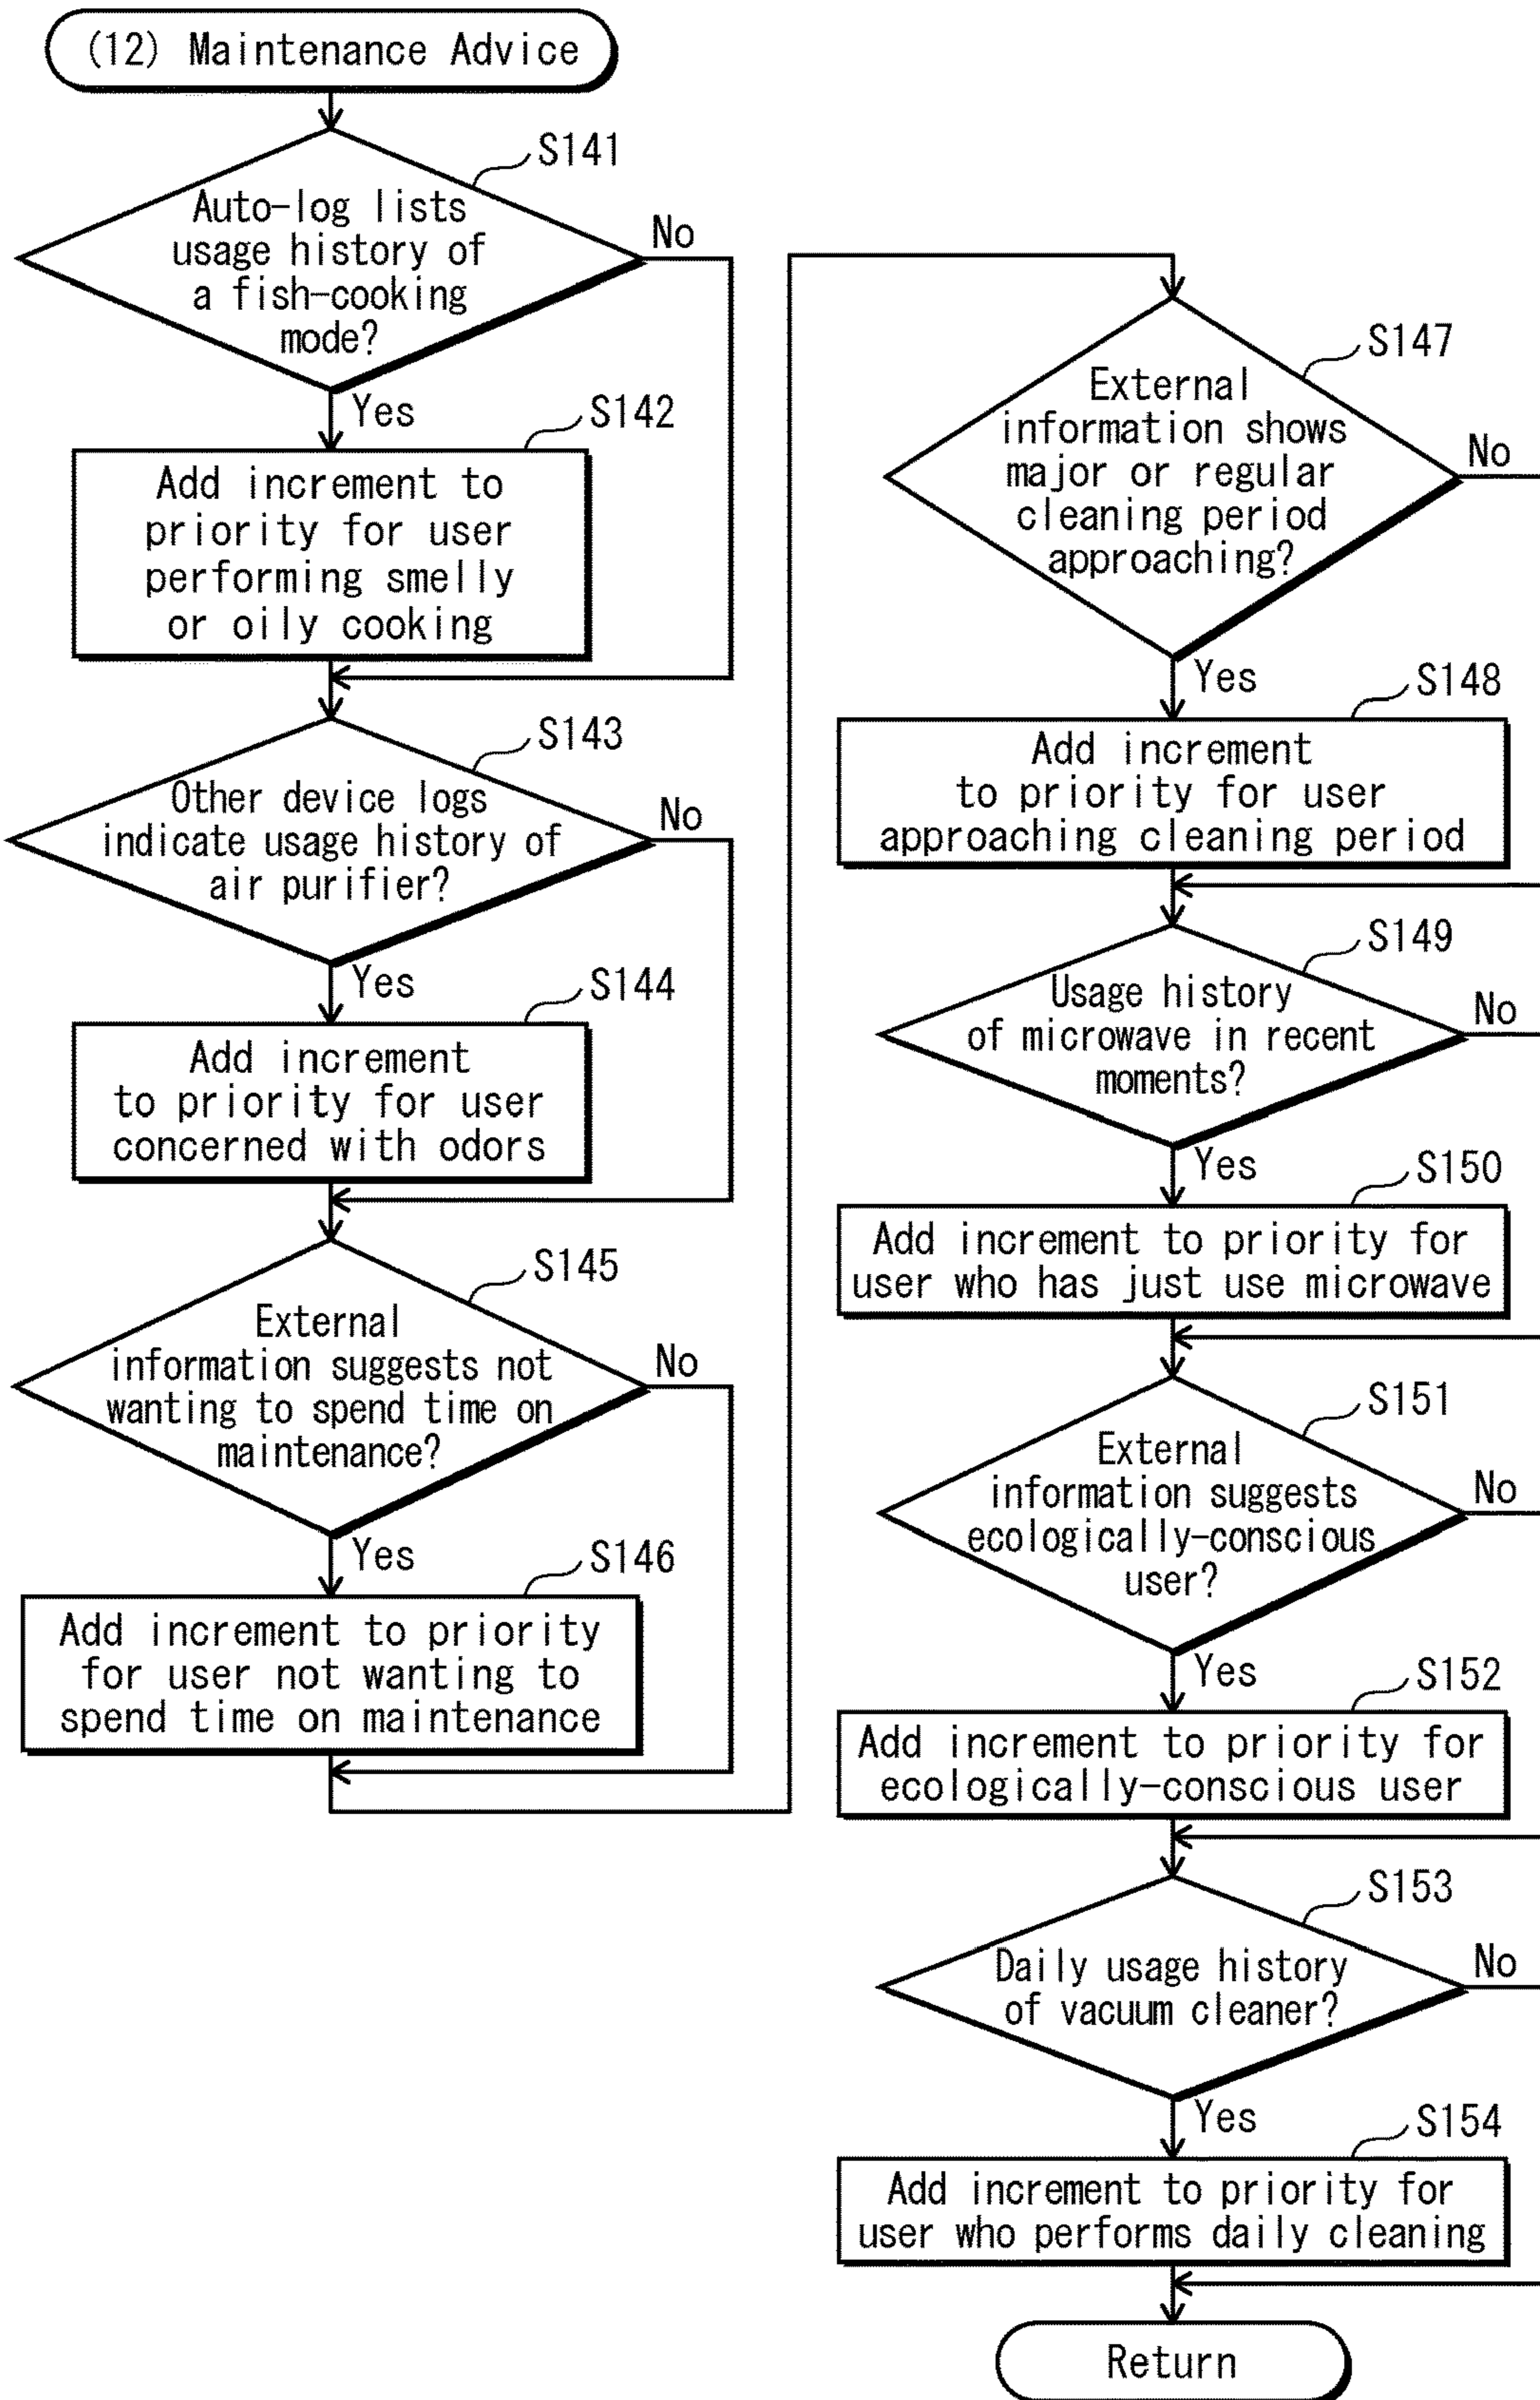 (12) Maintenance Advice
S141
Auto-log lists
usage history of
a fish-cooking
mode?
No
Yes
S142
Add increment to
priority for user
performing smelly
or oily cooking
S143
Other device logs
indicate usage history of
air purifier?
No
Yes
S144
Add increment
to priority for user
concerned with odors
S145
External
information suggests not
wanting to spend time on
maintenance?
No
Yes
S146
Add increment to priority
for user not wanting to
spend time on maintenance
S147
External
information shows
major or regular
cleaning period
approaching?
No
Yes
S148
Add increment
to priority for user
approaching cleaning period
S149
Usage history
of microwave in recent
moments?
No
Yes
S150
Add increment to priority for
user who has just use microwave
S151
External
information suggests
ecologically-conscious
user?
No
Yes
S152
Add increment to priority for
ecologically-conscious user
S153
Daily usage history
of vacuum cleaner?
No
Yes
S154
Add increment to priority for
user who performs daily cleaning
Return